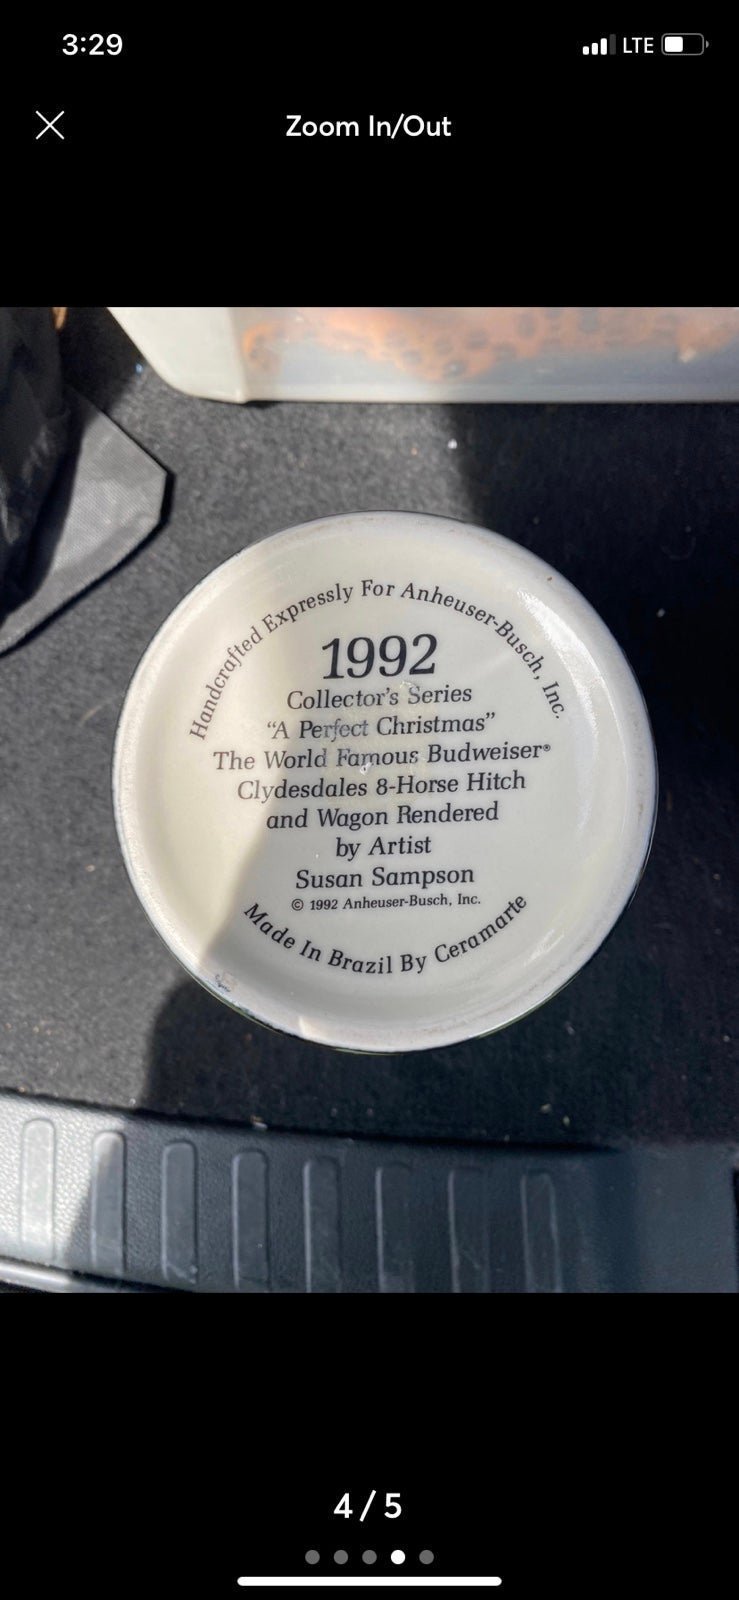 3:29
LTE
Zoom In/Out
Handcrafted Expressly For Anheuser-Busch, Inc.
1992
Collector's Series
"A Perfect Christmas"
The World Famous Budweiser®
Clydesdales 8-Horse Hitch
and Wagon Rendered
by Artist
Susan Sampson
© 1992 Anheuser-Busch, Inc.
Made In Brazil By Ceramarte
4/5